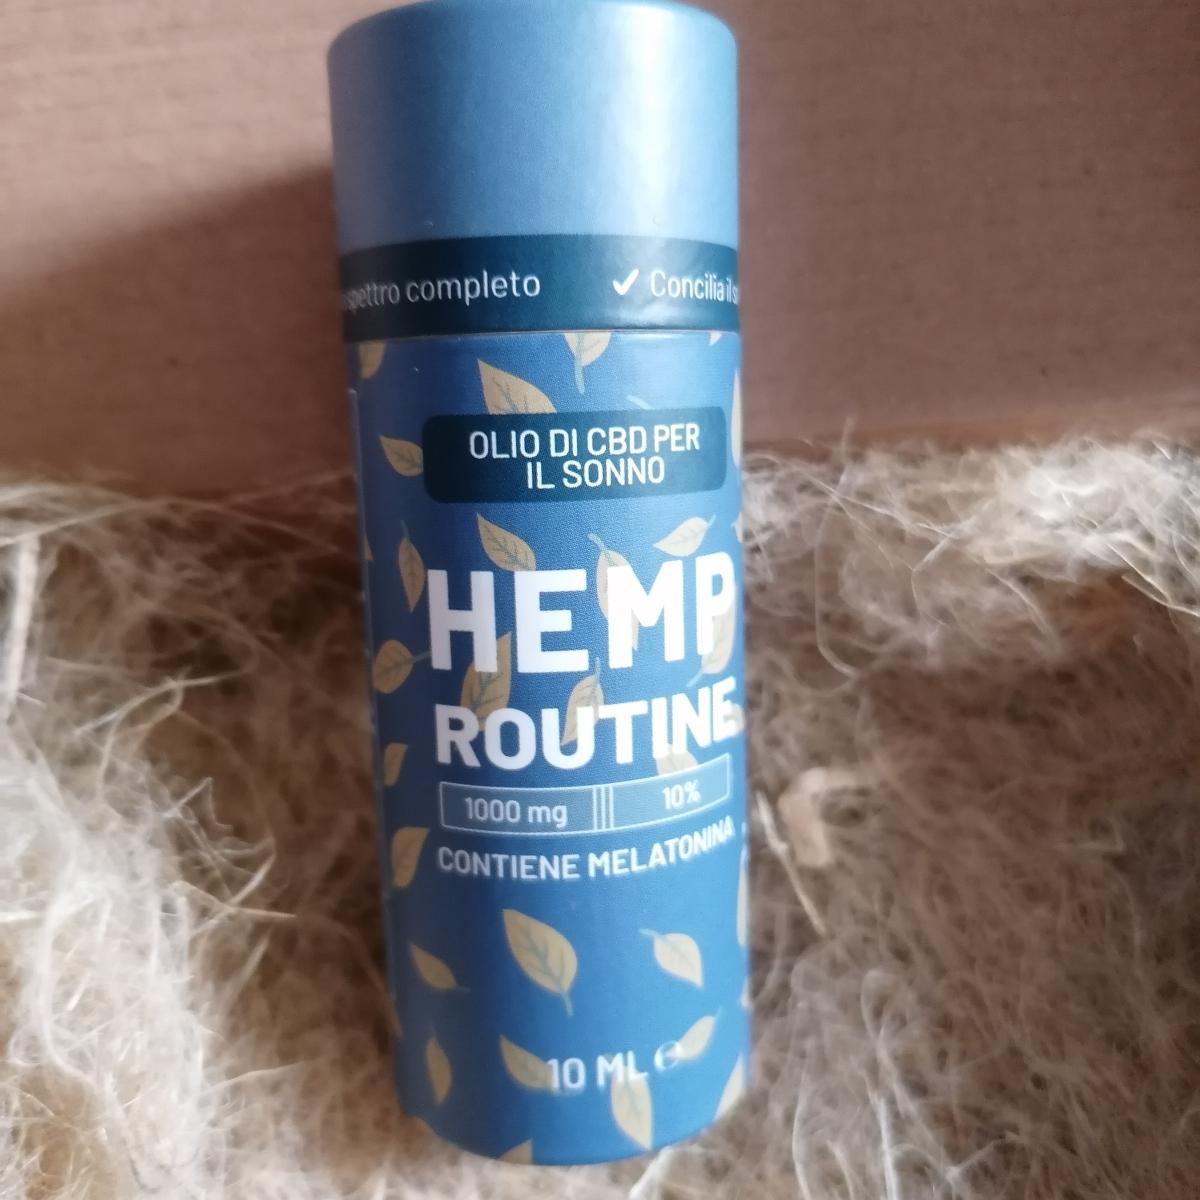 spettro completo
✓ Concilia il s
OLIO DI CBD PER
IL SONNO
HEMP
ROUTINE
1000 mg
10%
CONTIENE MELATONINA
10 ML ℮